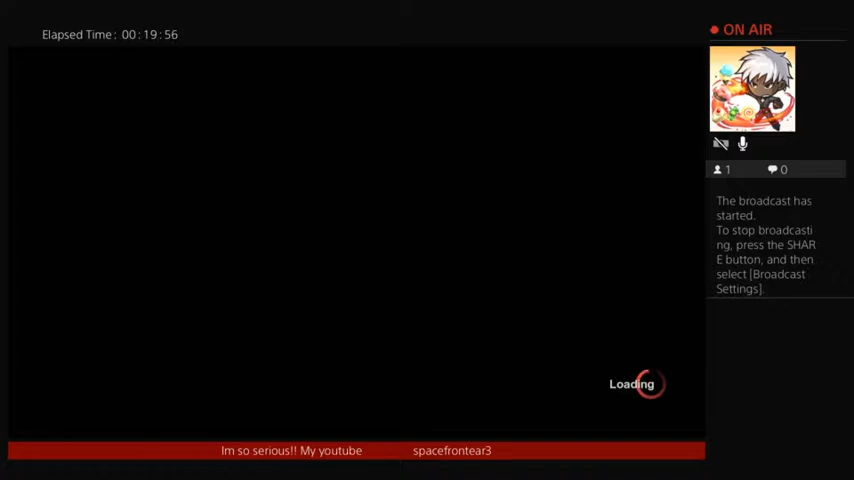 Elapsed Time: 00:19:56
ON AIR
1 0
The broadcast has
started.
To stop broadcasti
ng, press the SHAR
E button, and then
select [Broadcast
Settings].
Loading
Im so serious!! My youtube spacefrontear3